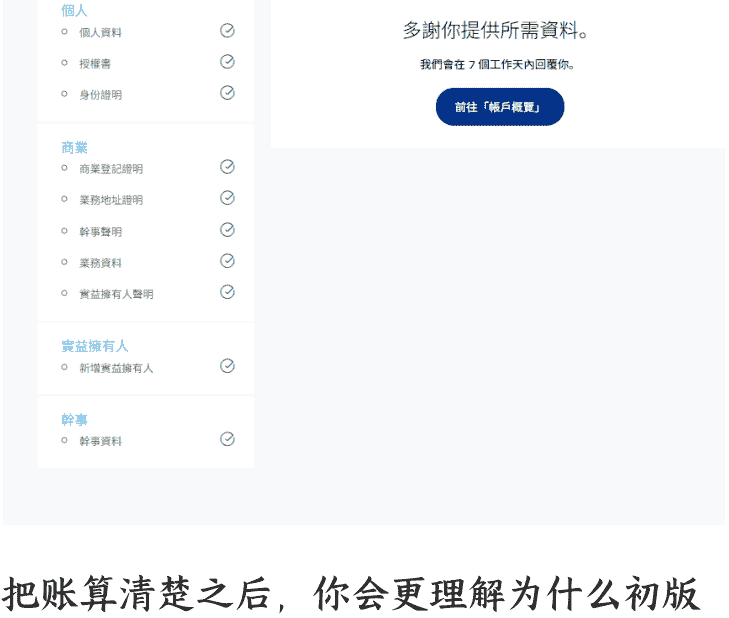 個人
個人資料
授權書
身份證明
商業
商業登記證明
業務地址證明
幹事聲明
業務資料
實益擁有人聲明
實益擁有人
新增實益擁有人
幹事
幹事資料
多謝你提供所需資料。
我們會在 7 個工作天內回覆你。
前往「帳戶概覽」
把账算清楚之后，你会更理解为什么初版